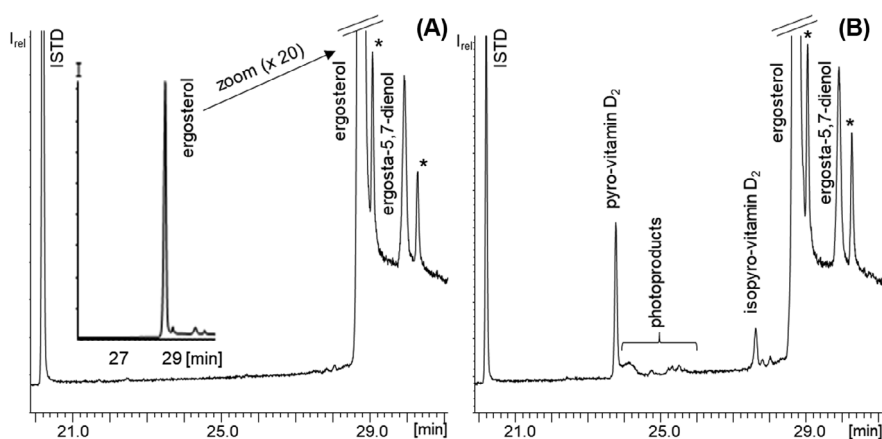 (A)
I_rel
ISTD
I
ergosterol
zoom (x 20)
ergosterol
*
ergosta-5,7-dienol
*
27 29 [min]
21.0 25.0 29.0 [min]
(B)
I_rel
ISTD
pyro-vitamin D₂
photoproducts
isopyro-vitamin D₂
ergosterol
*
ergosta-5,7-dienol
*
21.0 25.0 29.0 [min]